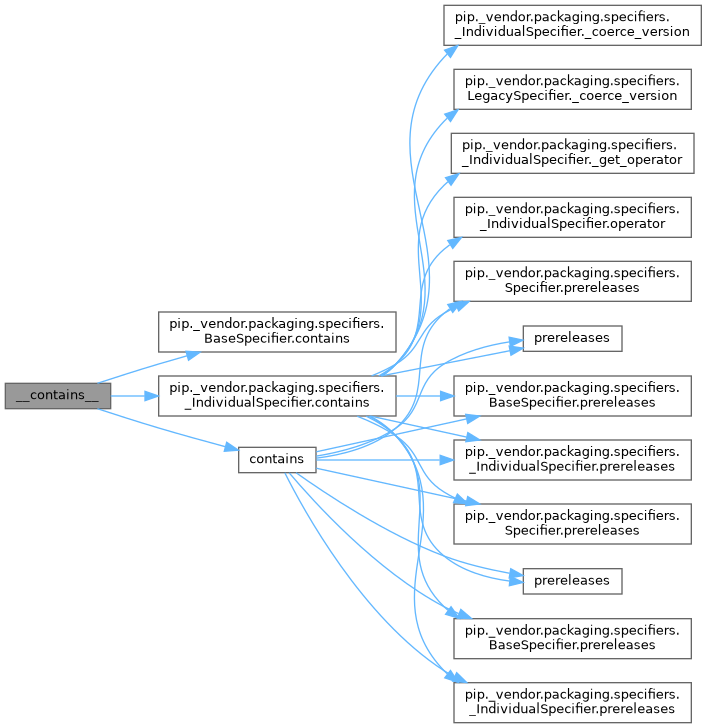 __contains__
pip._vendor.packaging.specifiers.
BaseSpecifier.contains
pip._vendor.packaging.specifiers.
_IndividualSpecifier.contains
contains
pip._vendor.packaging.specifiers.
_IndividualSpecifier._coerce_version
pip._vendor.packaging.specifiers.
LegacySpecifier._coerce_version
pip._vendor.packaging.specifiers.
_IndividualSpecifier._get_operator
pip._vendor.packaging.specifiers.
_IndividualSpecifier.operator
pip._vendor.packaging.specifiers.
Specifier.prereleases
prereleases
pip._vendor.packaging.specifiers.
BaseSpecifier.prereleases
pip._vendor.packaging.specifiers.
_IndividualSpecifier.prereleases
pip._vendor.packaging.specifiers.
Specifier.prereleases
prereleases
pip._vendor.packaging.specifiers.
BaseSpecifier.prereleases
pip._vendor.packaging.specifiers.
_IndividualSpecifier.prereleases